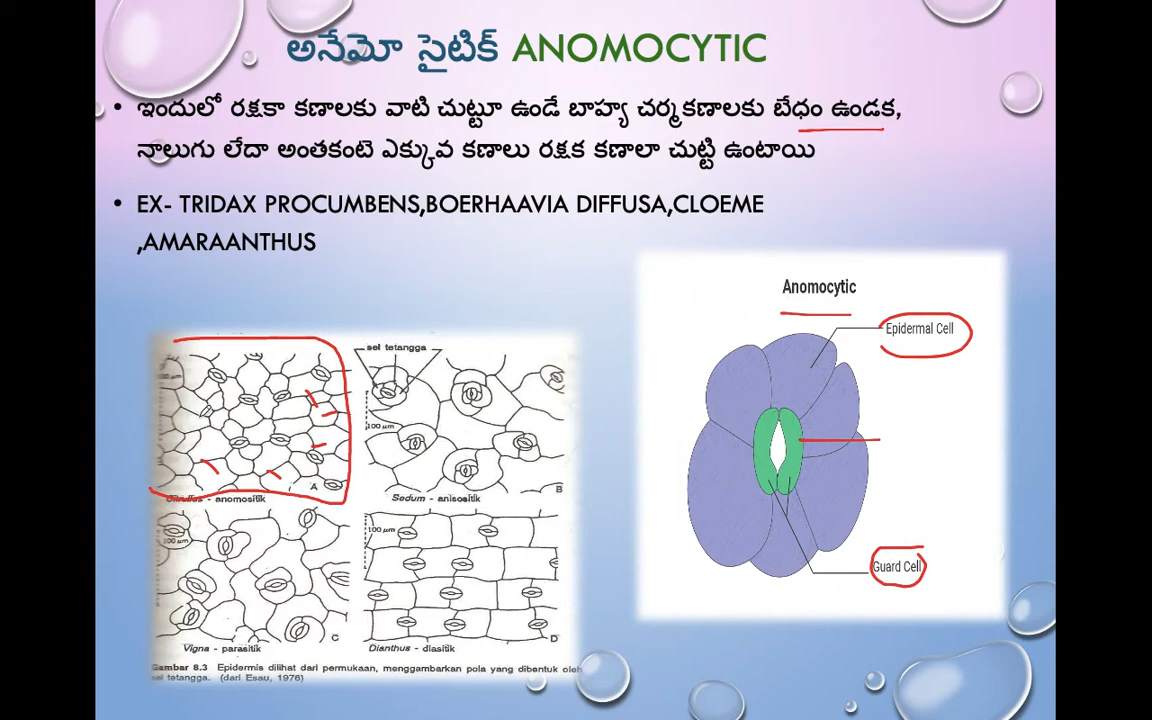 అనేమో సైటిక్ ANOMOCYTIC
• ఇందులో రక్షకా కణాలకు వాటి చుట్టూ ఉండే బాహ్య చర్మకణాలకు బేధం ఉండక,
నాలుగు లేదా అంతకంటె ఎక్కువ కణాలు రక్షక కణాలా చుట్టి ఉంటాయి
• EX- TRIDAX PROCUMBENS,BOERHAAVIA DIFFUSA,CLOEME
,AMARAANTHUS
Anomocytic
Epidermal Cell
Guard Cell
sel tetangga
100 µm
A
B
Citrullus - anomositik
Sedum - anisositik
100 µm
100 µm
C
D
Vigna - parasitik
Dianthus - diasitik
Gambar 8.3 Epidermis dilihat dari permukaan, menggambarkan pola yang dibentuk oleh
sel tetangga. (dari Esau, 1976)